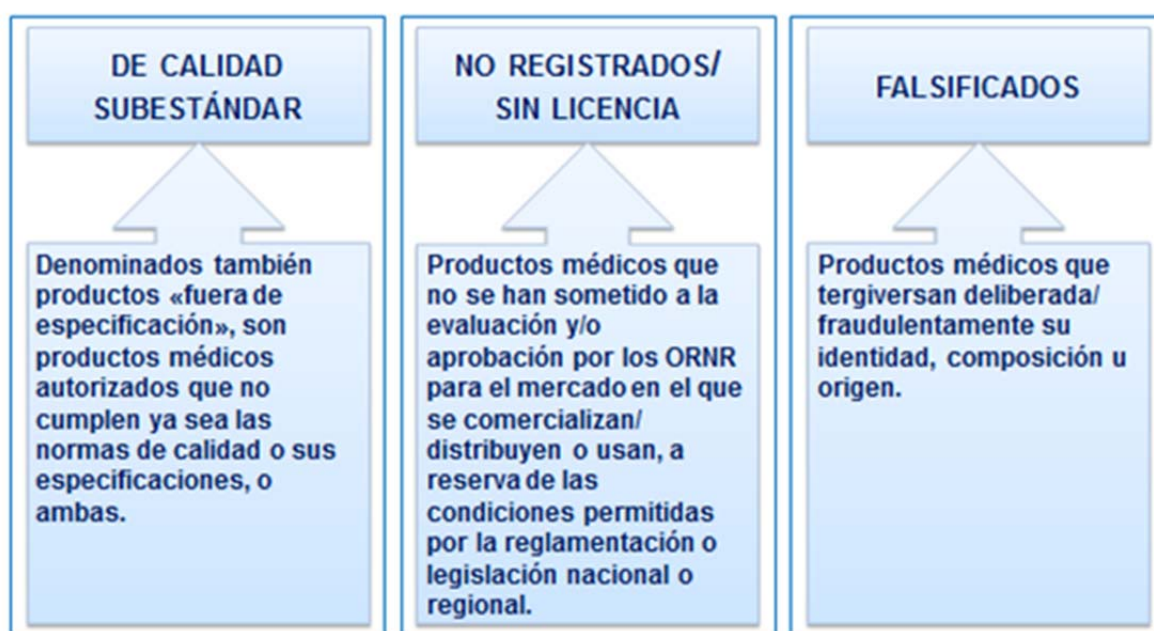 DE CALIDAD
SUBESTÁNDAR
Denominados también
productos «fuera de
especificación», son
productos médicos
autorizados que no
cumplen ya sea las
normas de calidad o sus
especificaciones, o
ambas.
NO REGISTRADOS/
SIN LICENCIA
Productos médicos que
no se han sometido a la
evaluación y/o
aprobación por los ORNR
para el mercado en el que
se comercializan/
distribuyen o usan, a
reserva de las
condiciones permitidas
por la reglamentación o
legislación nacional o
regional.
FALSIFICADOS
Productos médicos que
tergiversan deliberada/
fraudulentamente su
identidad, composición u
origen.